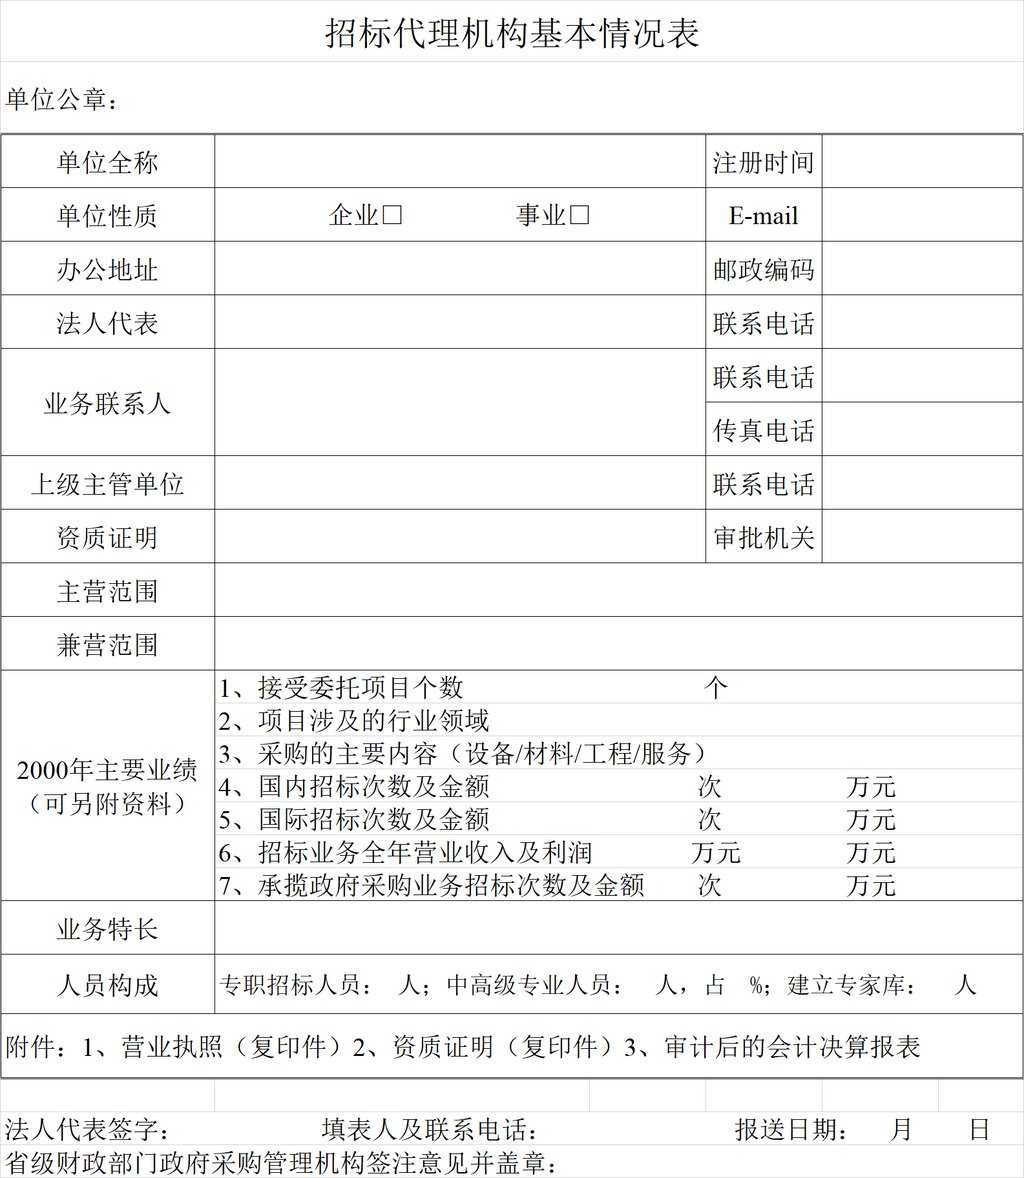 招标代理机构基本情况表
单位公章：
单位全称 注册时间
单位性质 企业□ 事业□ E-mail
办公地址 邮政编码
法人代表 联系电话
业务联系人 联系电话
传真电话
上级主管单位 联系电话
资质证明 审批机关
主营范围
兼营范围
2000年主要业绩
（可另附资料）
1、接受委托项目个数 个
2、项目涉及的行业领域
3、采购的主要内容（设备/材料/工程/服务）
4、国内招标次数及金额 次 万元
5、国际招标次数及金额 次 万元
6、招标业务全年营业收入及利润 万元 万元
7、承揽政府采购业务招标次数及金额 次 万元
业务特长
人员构成 专职招标人员： 人；中高级专业人员： 人，占 %；建立专家库： 人
附件：1、营业执照（复印件）2、资质证明（复印件）3、审计后的会计决算报表
法人代表签字： 填表人及联系电话： 报送日期： 月 日
省级财政部门政府采购管理机构签注意见并盖章：